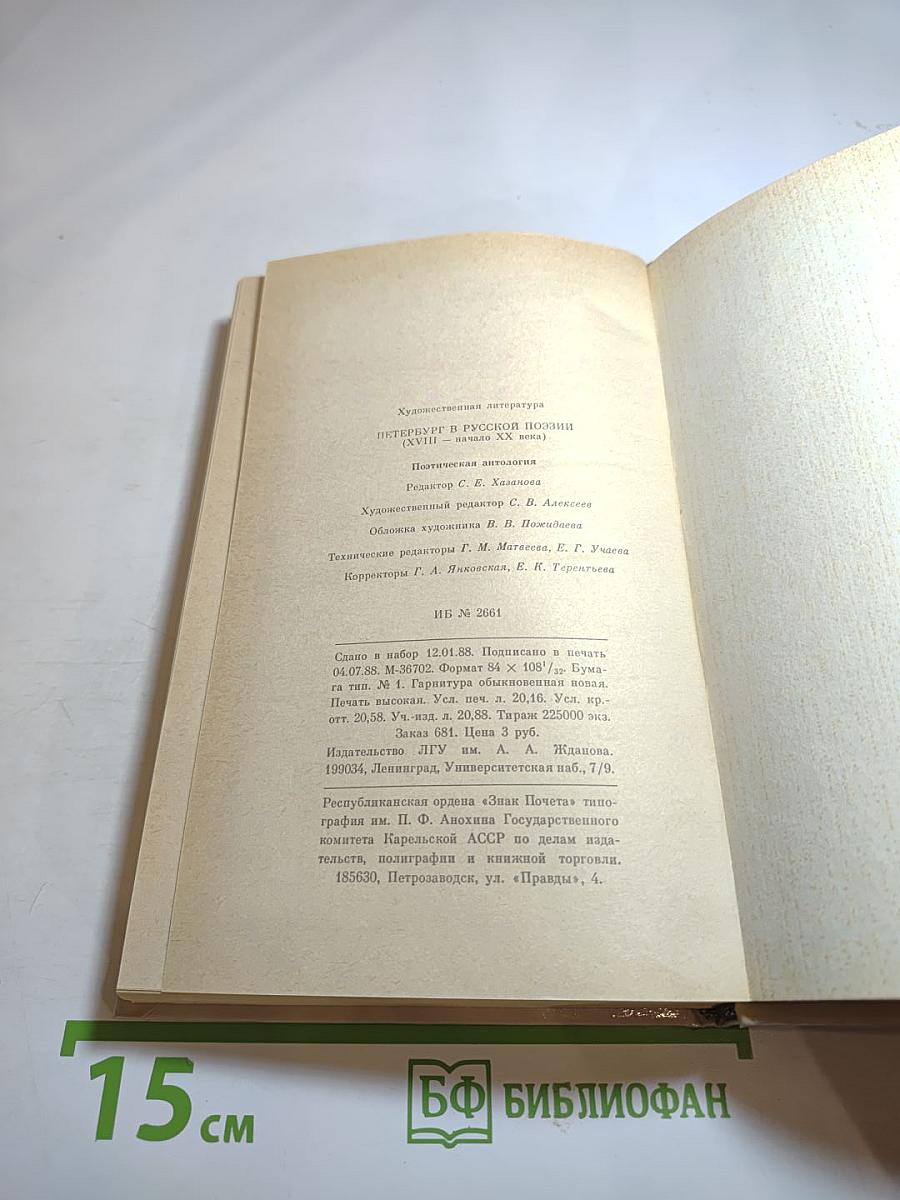 Художественная литература
ПЕТЕРБУРГ В РУССКОЙ ПОЭЗИИ
(XVIII — начало XX века)
Поэтическая антология
Редактор С. Е. Хазанова
Художественный редактор С. В. Алексеев
Обложка художника В. В. Пожидаева
Технические редакторы Г. М. Матвеева, Е. Г. Учаева
Корректоры Г. А. Янковская, Е. К. Терентьева
ИБ № 2661
Сдано в набор 12.01.88. Подписано в печать
04.07.88. М-36702. Формат 84 × 108¹/₃₂. Бума-
га тип. № 1. Гарнитура обыкновенная новая.
Печать высокая. Усл. печ. л. 20,16. Усл. кр.-
отт. 20,58. Уч.-изд. л. 20,88. Тираж 225000 экз.
Заказ 681. Цена 3 руб.
Издательство ЛГУ им. А. А. Жданова.
199034, Ленинград, Университетская наб., 7/9.
Республиканская ордена «Знак Почета» типо-
графия им. П. Ф. Анохина Государственного
комитета Карельской АССР по делам изда-
тельств, полиграфии и книжной торговли.
185630, Петрозаводск, ул. «Правды», 4.
15 см
БФ БИБЛИОФАН